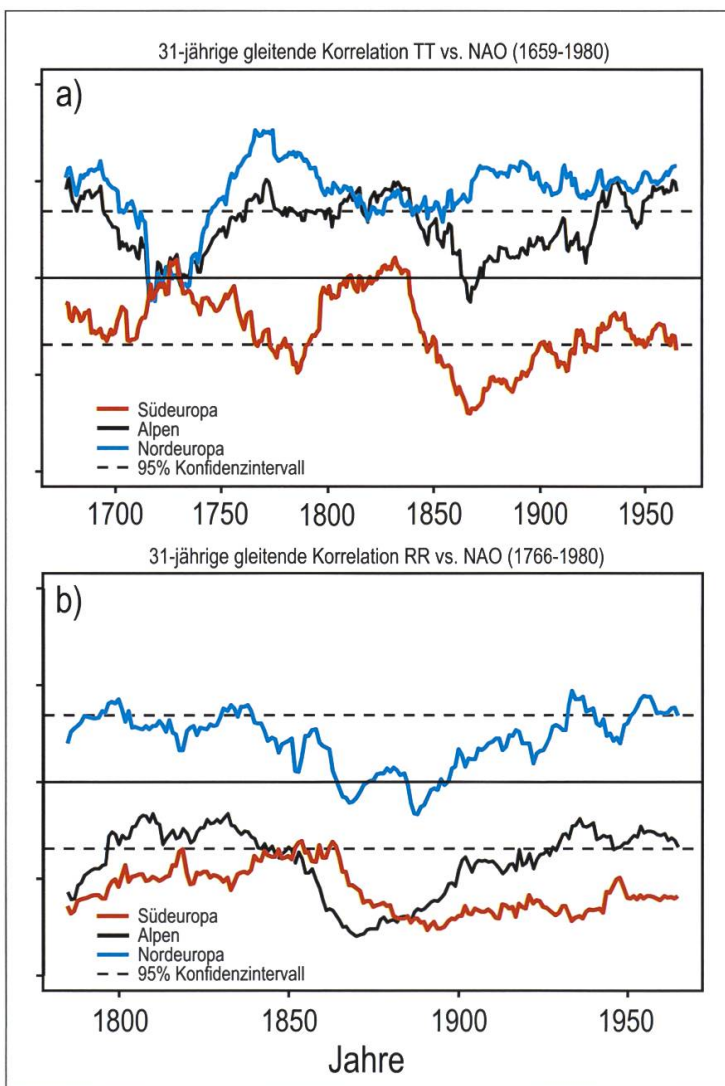 31-jährige gleitende Korrelation TT vs. NAO (1659-1980)
a)
Südeuropa
Alpen
Nordeuropa
95% Konfidenzintervall
1700 1750 1800 1850 1900 1950
31-jährige gleitende Korrelation RR vs. NAO (1766-1980)
b)
Südeuropa
Alpen
Nordeuropa
95% Konfidenzintervall
1800 1850 1900 1950
Jahre